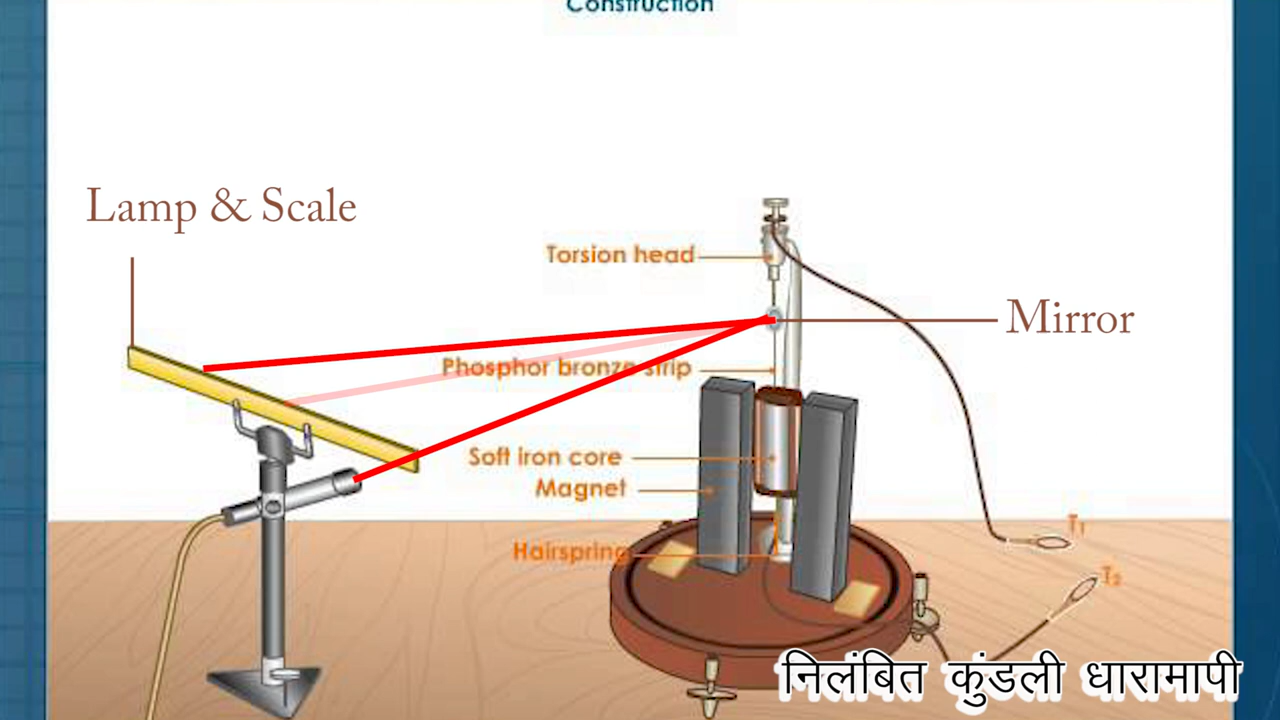 Construction
Lamp & Scale
Torsion head
Mirror
Phosphor bronze strip
Soft iron core
Magnet
Hairspring
T₁
T₂
निलंबित कुंडली धारामापी